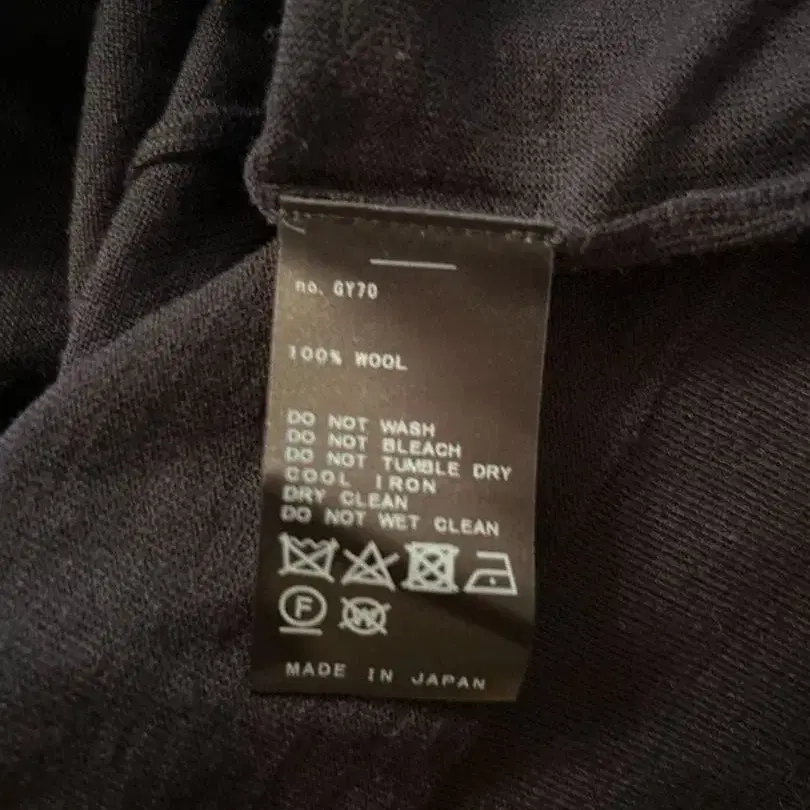 no. GY70
100% WOOL
DO NOT WASH
DO NOT BLEACH
DO NOT TUMBLE DRY
COOL IRON
DRY CLEAN
DO NOT WET CLEAN
F W
MADE IN JAPAN